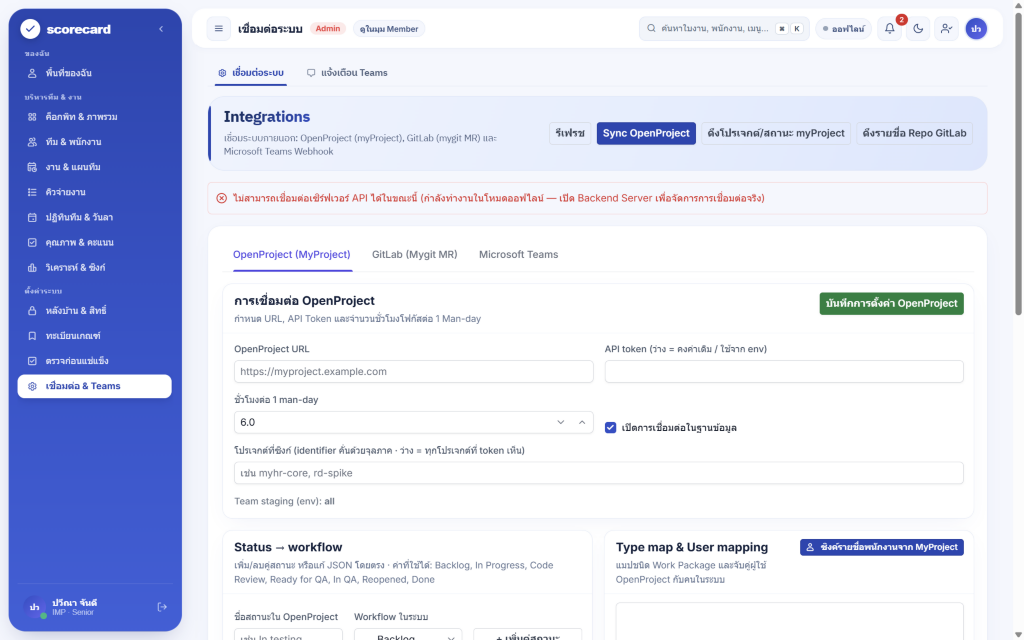 scorecard
ของฉัน
พื้นที่ของฉัน
บริหารทีม & งาน
ค็อกพิท & ภาพรวม
ทีม & พนักงาน
งาน & แผนทีม
คิวจ่ายงาน
ปฏิทินทีม & วันลา
คุณภาพ & คะแนน
วิเคราะห์ & ซิงก์
ตั้งค่าระบบ
หลังบ้าน & สิทธิ์
ทะเบียนเกณฑ์
ตรวจก่อนแช่แข็ง
เชื่อมต่อ & Teams
ปว
ปวีณา จันดี
IMP · Senior
เชื่อมต่อระบบ
Admin
ดูในมุม Member
ค้นหาใบงาน, พนักงาน, เมนู...
⌘ K
ออฟไลน์
2
ปว
เชื่อมต่อระบบ
แจ้งเตือน Teams
Integrations
เชื่อมระบบภายนอก: OpenProject (myProject), GitLab (mygit MR) และ
Microsoft Teams Webhook
รีเฟรช
Sync OpenProject
ดึงโปรเจกต์/สถานะ myProject
ดึงรายชื่อ Repo GitLab
ไม่สามารถเชื่อมต่อเซิร์ฟเวอร์ API ได้ในขณะนี้ (กำลังทำงานในโหมดออฟไลน์ — เปิด Backend Server เพื่อจัดการการเชื่อมต่อจริง)
OpenProject (MyProject)
GitLab (Mygit MR)
Microsoft Teams
การเชื่อมต่อ OpenProject
กำหนด URL, API Token และจำนวนชั่วโมงโฟกัสต่อ 1 Man-day
บันทึกการตั้งค่า OpenProject
OpenProject URL
https://myproject.example.com
API token (ว่าง = คงค่าเดิม / ใช้จาก env)
ชั่วโมงต่อ 1 man-day
6.0
เปิดการเชื่อมต่อในฐานข้อมูล
โปรเจกต์ที่ซิงก์ (identifier คั่นด้วยจุลภาค · ว่าง = ทุกโปรเจกต์ที่ token เห็น)
เช่น myhr-core, rd-spike
Team staging (env): all
Status → workflow
เพิ่ม/ลบคู่สถานะ หรือแก้ JSON โดยตรง · ค่าที่ใช้ได้: Backlog, In Progress, Code
Review, Ready for QA, In QA, Reopened, Done
ชื่อสถานะใน OpenProject
Workflow ในระบบ
เช่น In testing
Backlog
+ เพิ่มคู่สถานะ
Type map & User mapping
แมปชนิด Work Package และจับคู่ผู้ใช้
OpenProject กับคนในระบบ
ซิงค์รายชื่อพนักงานจาก MyProject